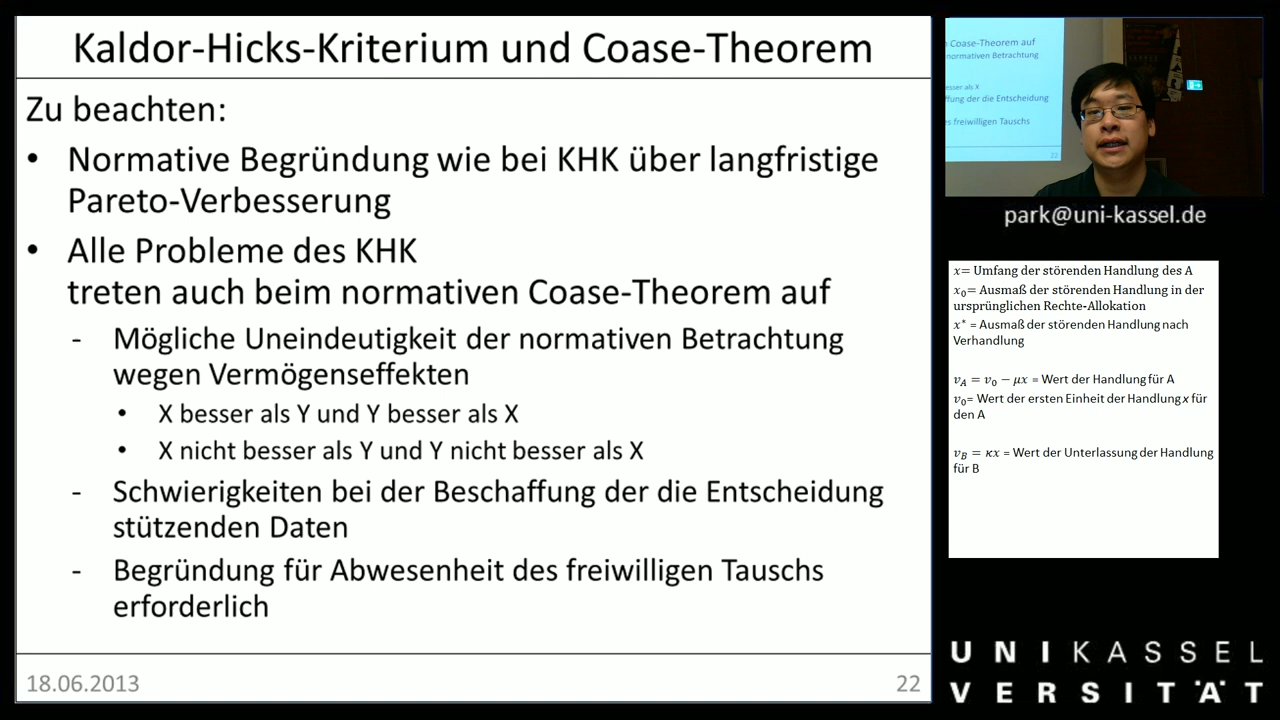 Kaldor-Hicks-Kriterium und Coase-Theorem
Zu beachten:
• Normative Begründung wie bei KHK über langfristige
Pareto-Verbesserung
• Alle Probleme des KHK
treten auch beim normativen Coase-Theorem auf
- Mögliche Uneindeutigkeit der normativen Betrachtung
wegen Vermögenseffekten
• X besser als Y und Y besser als X
• X nicht besser als Y und Y nicht besser als X
- Schwierigkeiten bei der Beschaffung der die Entscheidung
stützenden Daten
- Begründung für Abwesenheit des freiwilligen Tauschs
erforderlich
18.06.2013
22
Coase-Theorem auf
normativen Betrachtung
esser als X
ffung der die Entscheidung
es freiwilligen Tauschs
22
park@uni-kassel.de
x= Umfang der störenden Handlung des A
x₀= Ausmaß der störenden Handlung in der
ursprünglichen Rechte-Allokation
x* = Ausmaß der störenden Handlung nach
Verhandlung
v_A = v₀ − μx = Wert der Handlung für A
v₀= Wert der ersten Einheit der Handlung x für
den A
v_B = κx = Wert der Unterlassung der Handlung
für B
UNIKASSEL
VERSITÄT